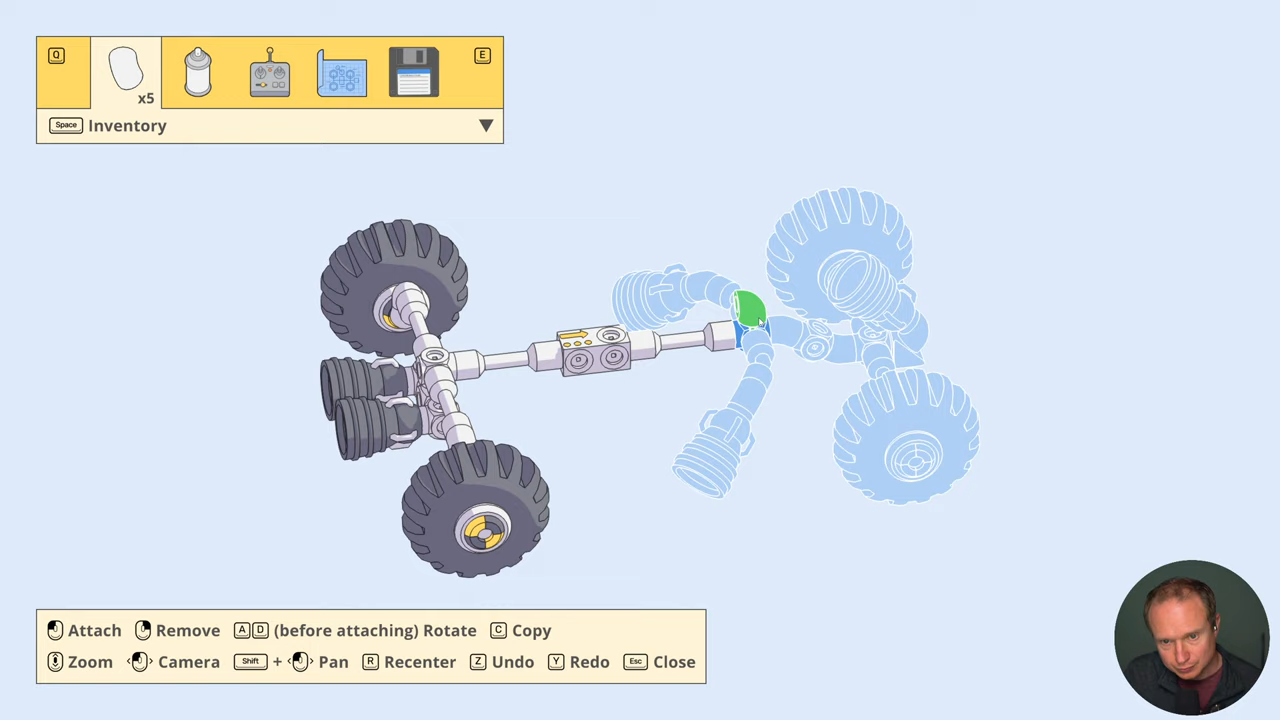 Q
E
x5
Space Inventory
Attach Remove A D (before attaching) Rotate C Copy
Zoom Camera Shift + Pan R Recenter Z Undo Y Redo Esc Close